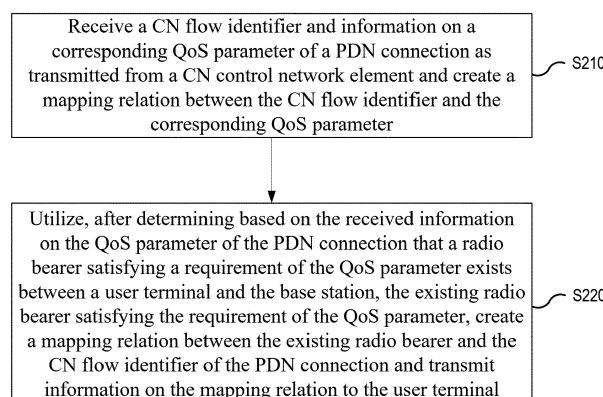 Receive a CN flow identifier and information on a
corresponding QoS parameter of a PDN connection as
transmitted from a CN control network element and create a
mapping relation between the CN flow identifier and the
corresponding QoS parameter
S210
Utilize, after determining based on the received information
on the QoS parameter of the PDN connection that a radio
bearer satisfying a requirement of the QoS parameter exists
between a user terminal and the base station, the existing radio
bearer satisfying the requirement of the QoS parameter, create
a mapping relation between the existing radio bearer and the
CN flow identifier of the PDN connection and transmit
information on the mapping relation to the user terminal
S220